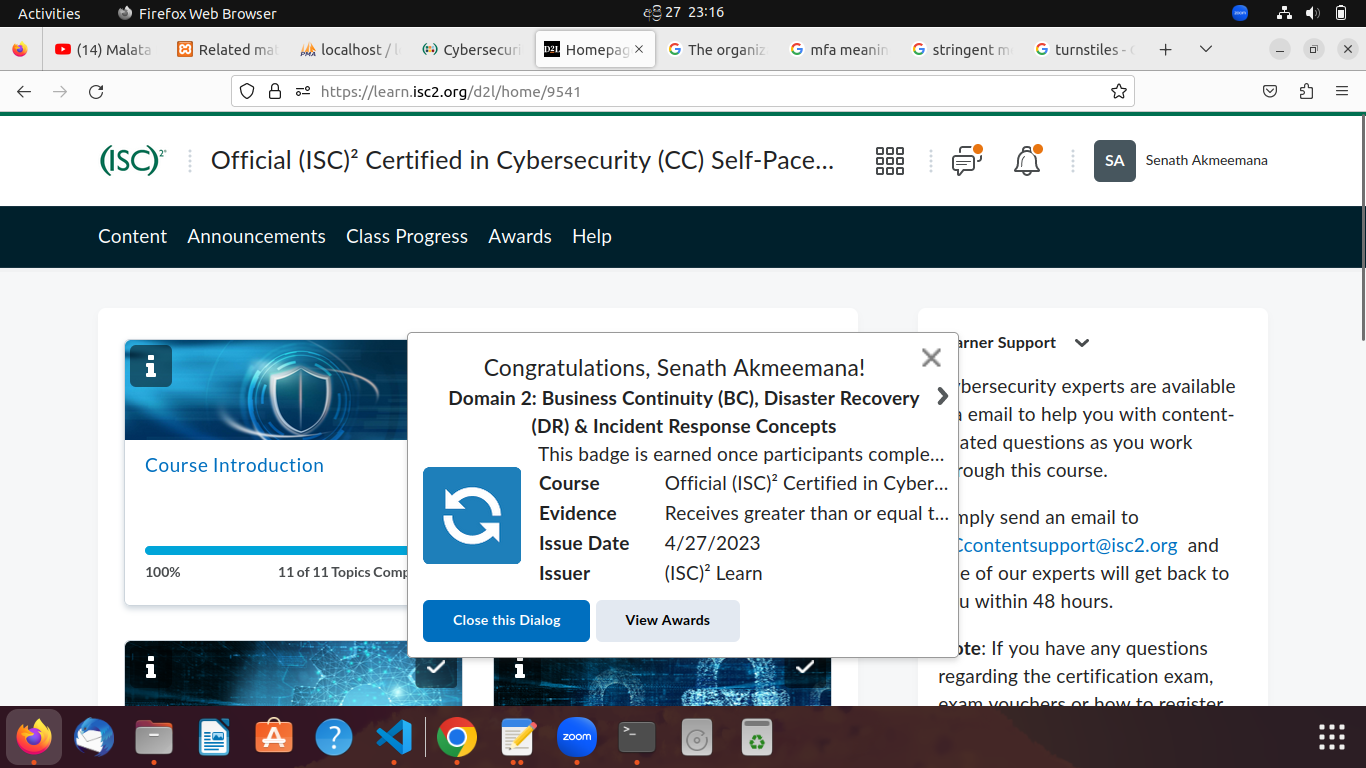 Activities
Firefox Web Browser
අප්‍රි 27 23:16
zoom
(14) Malata
Related mat
localhost / lo
Cybersecuri
D2L Homepag
The organiz
mfa meanin
stringent m
turnstiles - G
https://learn.isc2.org/d2l/home/9541
(ISC)²
Official (ISC)² Certified in Cybersecurity (CC) Self-Pace...
SA
Senath Akmeemana
Content Announcements Class Progress Awards Help
Course Introduction
100%
11 of 11 Topics Comp
Congratulations, Senath Akmeemana!
Domain 2: Business Continuity (BC), Disaster Recovery
(DR) & Incident Response Concepts
This badge is earned once participants comple...
Course Official (ISC)² Certified in Cyber...
Evidence Receives greater than or equal t...
Issue Date 4/27/2023
Issuer (ISC)² Learn
Close this Dialog
View Awards
arner Support
ybersecurity experts are available
a email to help you with content-
ated questions as you work
hrough this course.
mply send an email to
Ccontentsupport@isc2.org and
e of our experts will get back to
u within 48 hours.
ote: If you have any questions
regarding the certification exam,
exam vouchers or how to register
zoom